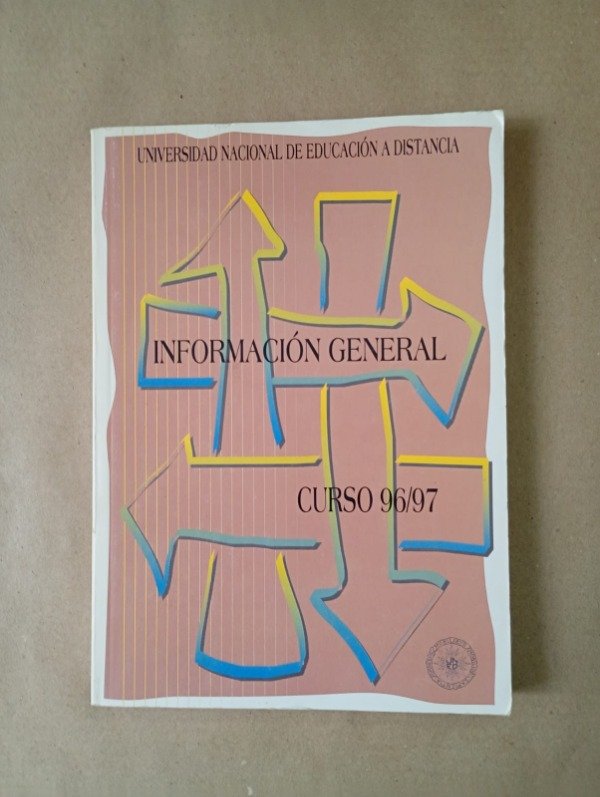 UNIVERSIDAD NACIONAL DE EDUCACIÓN A DISTANCIA
INFORMACIÓN GENERAL
CURSO 96/97